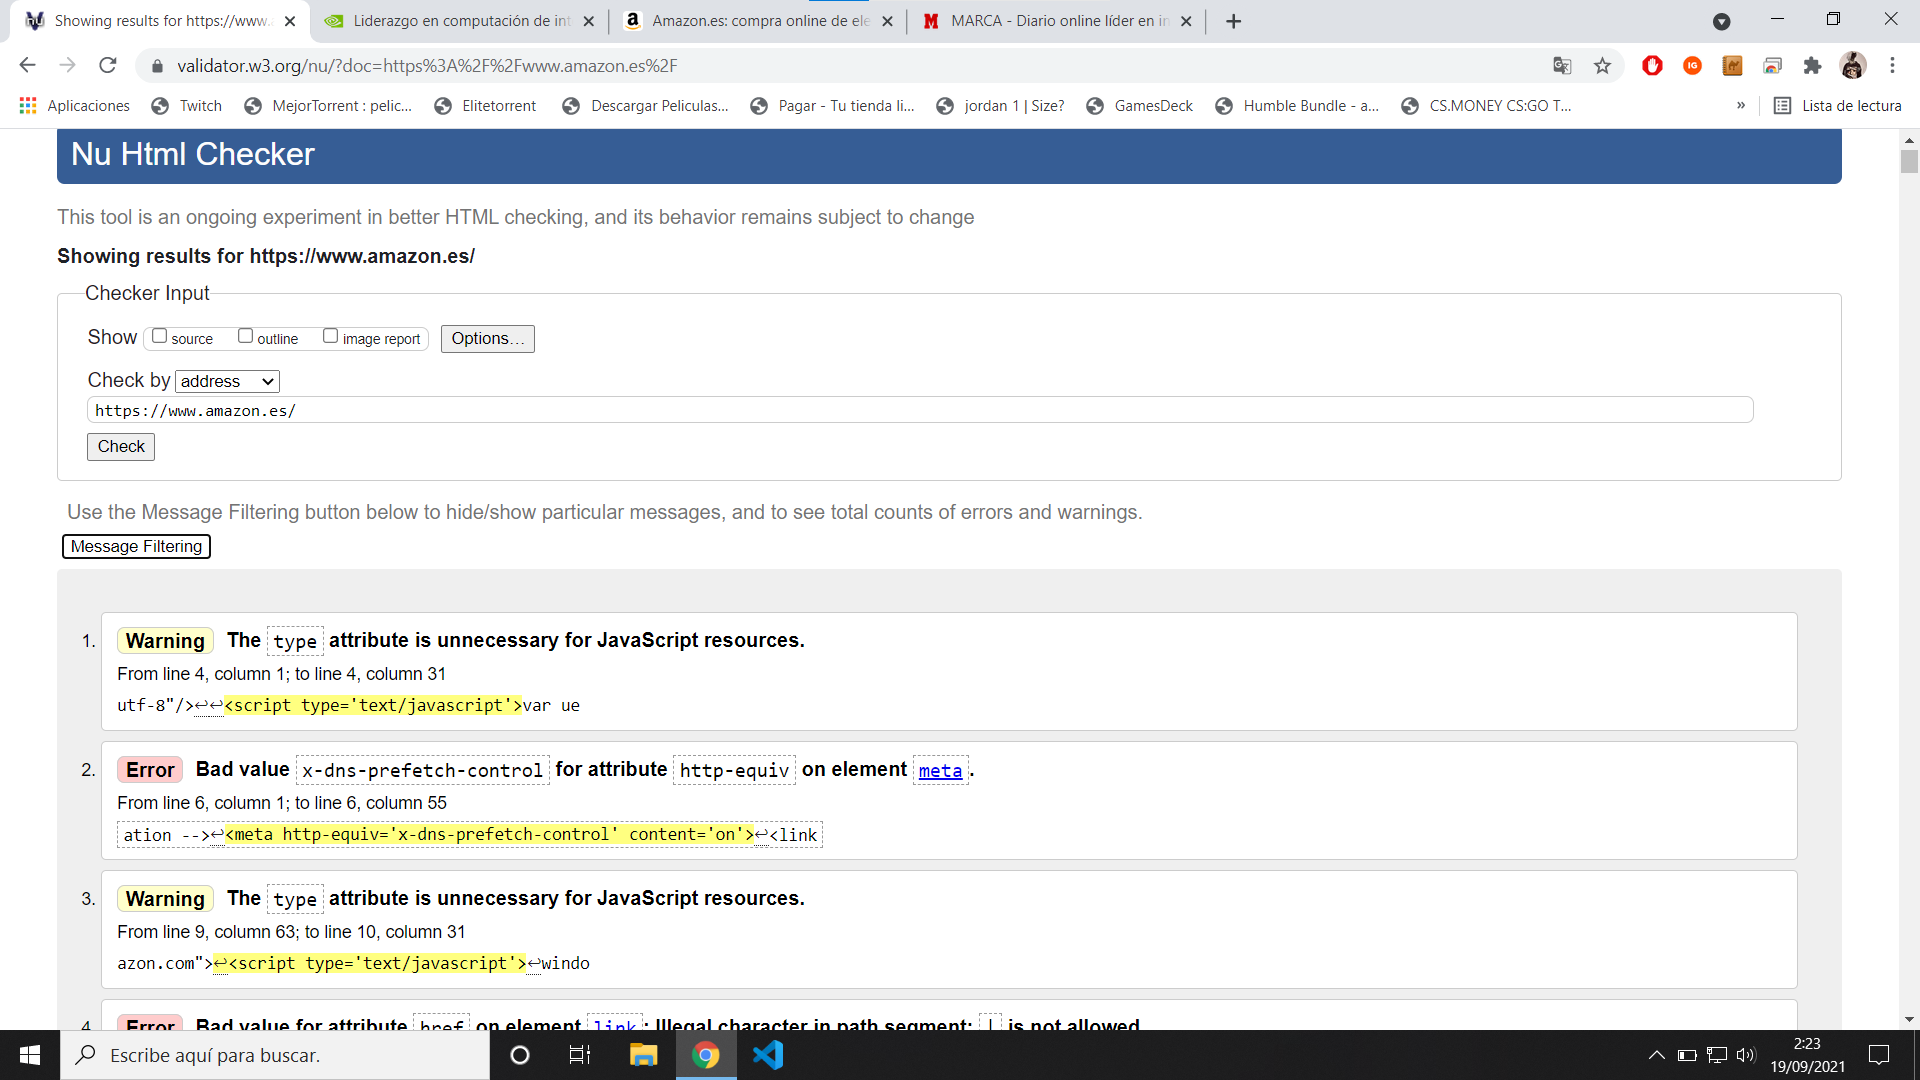 Showing results for https://www.a
Liderazgo en computación de int
Amazon.es: compra online de ele
MARCA - Diario online líder en in
validator.w3.org/nu/?doc=https%3A%2F%2Fwww.amazon.es%2F
Aplicaciones
Twitch
MejorTorrent : pelic...
Elitetorrent
Descargar Peliculas...
Pagar - Tu tienda li...
jordan 1 | Size?
GamesDeck
Humble Bundle - a...
CS.MONEY CS:GO T...
»
Lista de lectura
Nu Html Checker
This tool is an ongoing experiment in better HTML checking, and its behavior remains subject to change
Showing results for https://www.amazon.es/
Checker Input
Show source outline image report Options...
Check by address
https://www.amazon.es/
Check
Use the Message Filtering button below to hide/show particular messages, and to see total counts of errors and warnings.
Message Filtering
1. Warning The type attribute is unnecessary for JavaScript resources.
From line 4, column 1; to line 4, column 31
utf-8"/>↩↩<script type='text/javascript'>var ue
2. Error Bad value x-dns-prefetch-control for attribute http-equiv on element meta.
From line 6, column 1; to line 6, column 55
ation -->↩<meta http-equiv='x-dns-prefetch-control' content='on'>↩<link
3. Warning The type attribute is unnecessary for JavaScript resources.
From line 9, column 63; to line 10, column 31
azon.com">↩<script type='text/javascript'>↩windo
4. Error Bad value for attribute href on element link: Illegal character in path segment: | is not allowed.
Escribe aquí para buscar.
2:23
19/09/2021